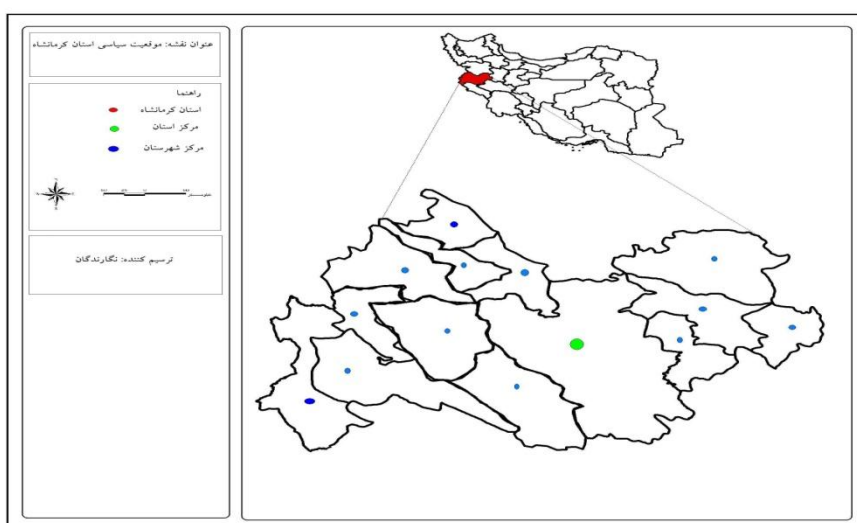 عنوان نقشه: موقعیت سیاسی استان کرمانشاه
راهنما
استان کرمانشاه
مرکز استان
مرکز شهرستان
ترسیم کننده: نگارندگان